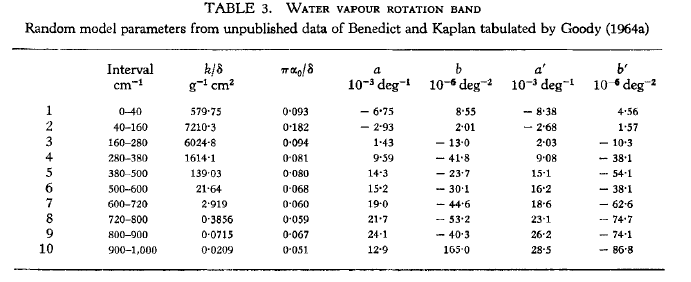 TABLE 3. WATER VAPOUR ROTATION BAND
Random model parameters from unpublished data of Benedict and Kaplan tabulated by Goody (1964a)
Interval k/δ πα₀/δ a b a′ b′
cm⁻¹ g⁻¹ cm² 10⁻³ deg⁻¹ 10⁻⁶ deg⁻² 10⁻³ deg⁻¹ 10⁻⁶ deg⁻²
1 0–40 579·75 0·093 − 6·75 8·55 − 8·38 4·56
2 40–160 7210·3 0·182 − 2·93 2·01 − 2·68 1·57
3 160–280 6024·8 0·094 1·43 − 13·0 2·03 − 10·3
4 280–380 1614·1 0·081 9·59 − 41·8 9·08 − 38·1
5 380–500 139·03 0·080 14·3 − 23·7 15·1 − 54·1
6 500–600 21·64 0·068 15·2 − 30·1 16·2 − 38·1
7 600–720 2·919 0·060 19·0 − 44·6 18·6 − 62·6
8 720–800 0·3856 0·059 21·7 − 53·2 23·1 − 74·7
9 800–900 0·0715 0·067 24·1 − 40·3 26·2 − 74·1
10 900–1,000 0·0209 0·051 12·9 165·0 28·5 − 86·8